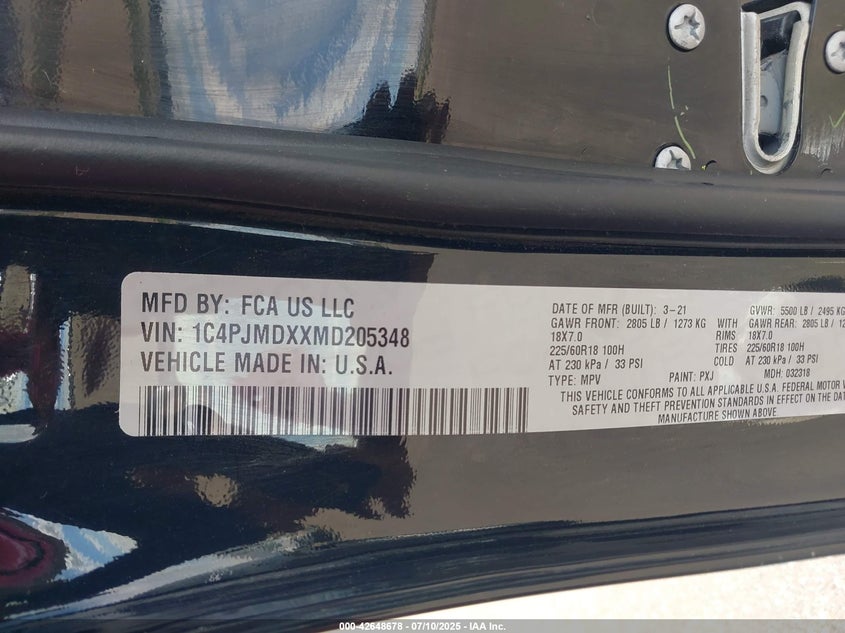 MFD BY: FCA US LLC
VIN: 1C4PJMDXXMD205348
VEHICLE MADE IN: U.S.A.
DATE OF MFR (BUILT): 3-21 GVWR: 5500 LB / 2495 KG
GAWR FRONT: 2805 LB / 1273 KG WITH GAWR REAR: 2805 LB /
18X7.0 RIMS 18X7.0
225/60R18 100H TIRES 225/60R18 100H
AT 230 kPa / 33 PSI COLD AT 230 kPa / 33 PSI
TYPE: MPV PAINT: PXJ MDH: 032318
THIS VEHICLE CONFORMS TO ALL APPLICABLE U.S.A. FEDERAL MOTOR
SAFETY AND THEFT PREVENTION STANDARDS IN EFFECT ON THE DATE
MANUFACTURE SHOWN ABOVE.
000-42648678 - 07/10/2025 - IAA Inc.